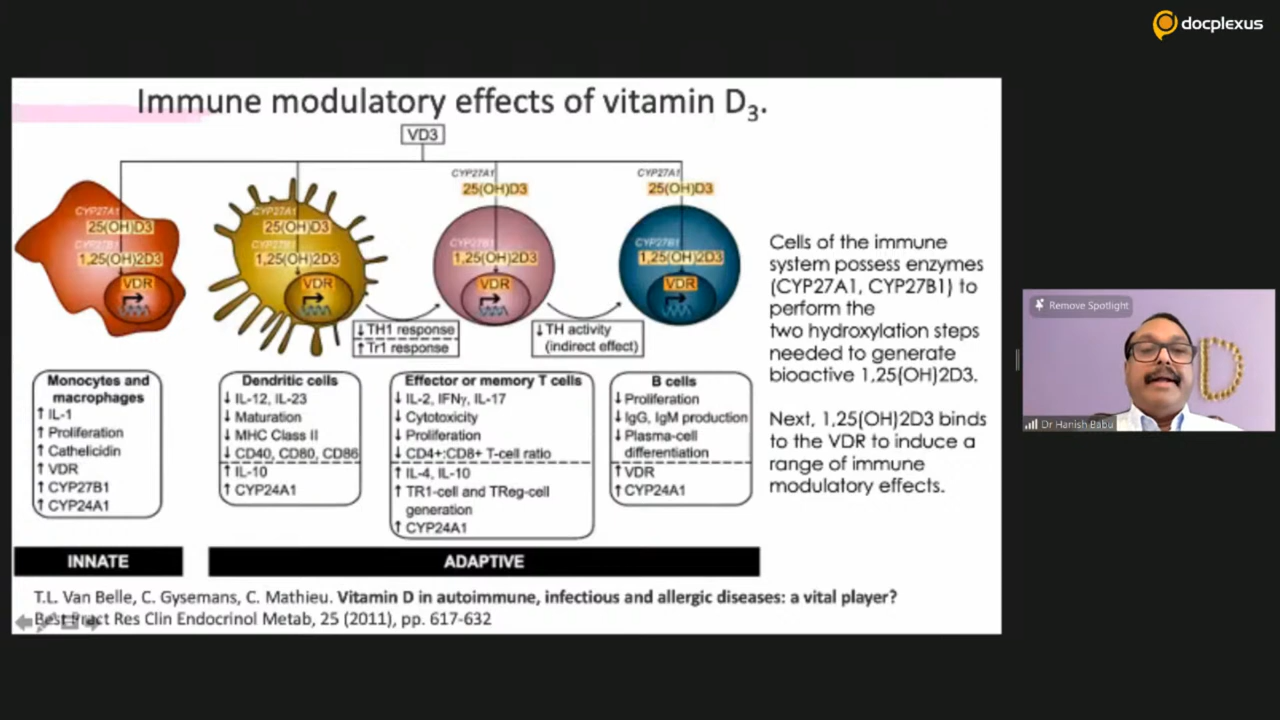 docplexus
Immune modulatory effects of vitamin D3.
VD3
CYP27A1
25(OH)D3
CYP27B1
1,25(OH)2D3
VDR
CYP27A1
25(OH)D3
CYP27B1
1,25(OH)2D3
VDR
CYP27A1
25(OH)D3
CYP27B1
1,25(OH)2D3
VDR
CYP27A1
25(OH)D3
CYP27B1
1,25(OH)2D3
VDR
↓TH1 response
↑Tr1 response
↓TH activity
(indirect effect)
Monocytes and
macrophages
↑ IL-1
↑ Proliferation
↑ Cathelicidin
↑ VDR
↑ CYP27B1
↑ CYP24A1
Dendritic cells
↓ IL-12, IL-23
↓ Maturation
↓ MHC Class II
↓ CD40, CD80, CD86
↑ IL-10
↑ CYP24A1
Effector or memory T cells
↓ IL-2, IFNγ, IL-17
↓ Cytotoxicity
↓ Proliferation
↓ CD4+:CD8+ T-cell ratio
↑ IL-4, IL-10
↑ TR1-cell and TReg-cell
generation
↑ CYP24A1
B cells
↓ Proliferation
↓ IgG, IgM production
↓ Plasma-cell
differentiation
↑ VDR
↑ CYP24A1
INNATE
ADAPTIVE
Cells of the immune
system possess enzymes
(CYP27A1, CYP27B1) to
perform the
two hydroxylation steps
needed to generate
bioactive 1,25(OH)2D3.
Next, 1,25(OH)2D3 binds
to the VDR to induce a
range of immune
modulatory effects.
T.L. Van Belle, C. Gysemans, C. Mathieu. Vitamin D in autoimmune, infectious and allergic diseases: a vital player?
Best Pract Res Clin Endocrinol Metab, 25 (2011), pp. 617-632
Remove Spotlight
D
Dr Harish Babu